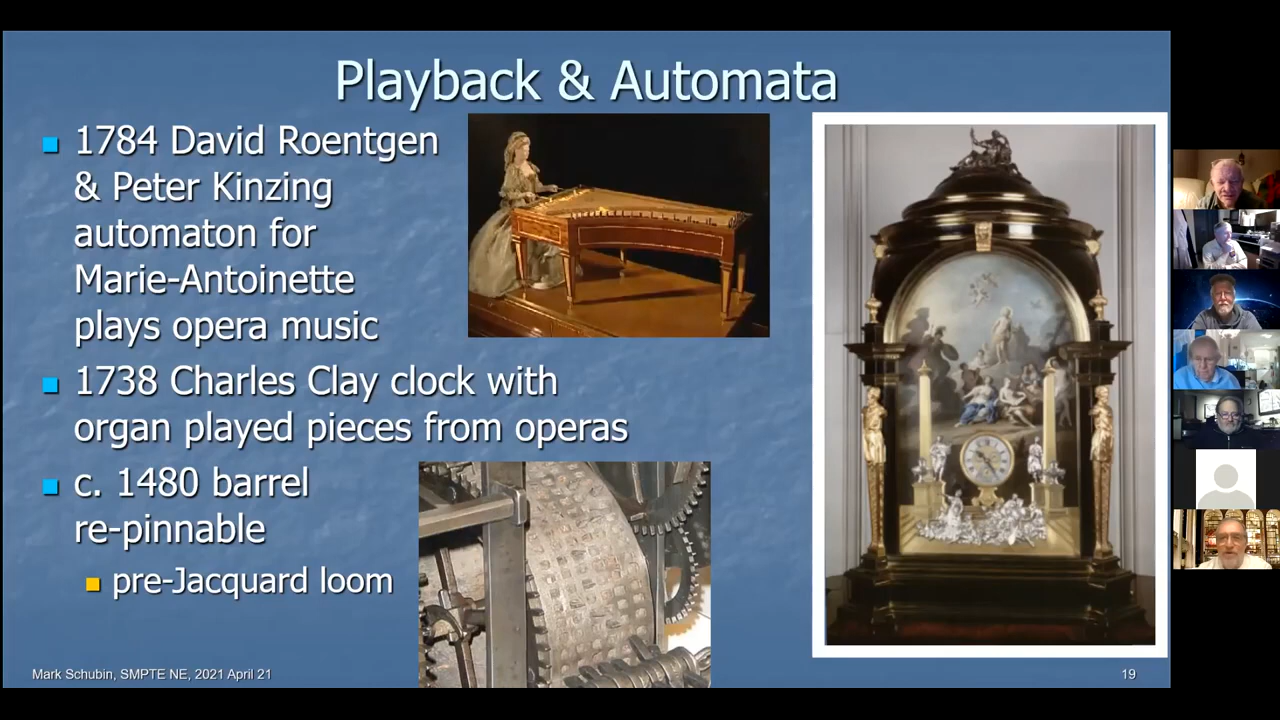 Playback & Automata
1784 David Roentgen
& Peter Kinzing
automaton for
Marie-Antoinette
plays opera music
1738 Charles Clay clock with
organ played pieces from operas
c. 1480 barrel
re-pinnable
pre-Jacquard loom
Mark Schubin, SMPTE NE, 2021 April 21
19